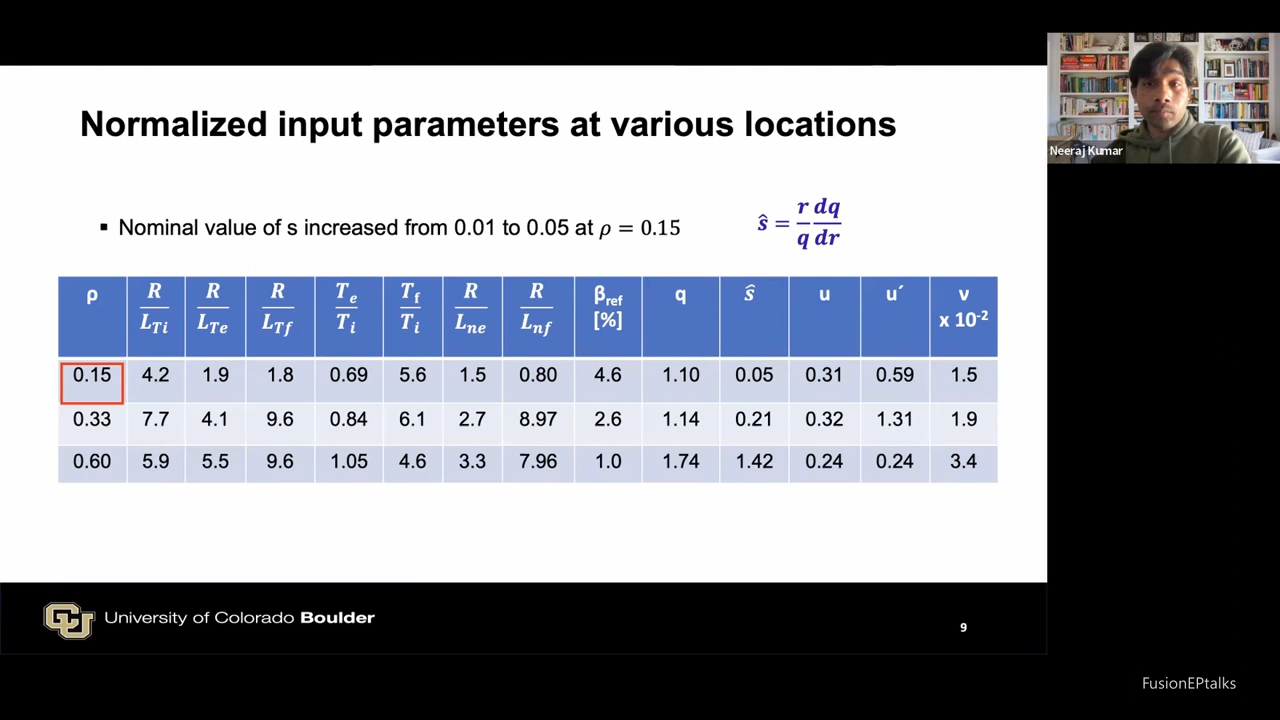 Normalized input parameters at various locations
Neeraj Kumar
▪ Nominal value of s increased from 0.01 to 0.05 at ρ = 0.15
ŝ = r/q dq/dr
ρ R/L_Ti R/L_Te R/L_Tf T_e/T_i T_f/T_i R/L_ne R/L_nf β_ref [%] q ŝ u u´ ν x 10⁻²
0.15 4.2 1.9 1.8 0.69 5.6 1.5 0.80 4.6 1.10 0.05 0.31 0.59 1.5
0.33 7.7 4.1 9.6 0.84 6.1 2.7 8.97 2.6 1.14 0.21 0.32 1.31 1.9
0.60 5.9 5.5 9.6 1.05 4.6 3.3 7.96 1.0 1.74 1.42 0.24 0.24 3.4
CU University of Colorado Boulder
9
FusionEPtalks